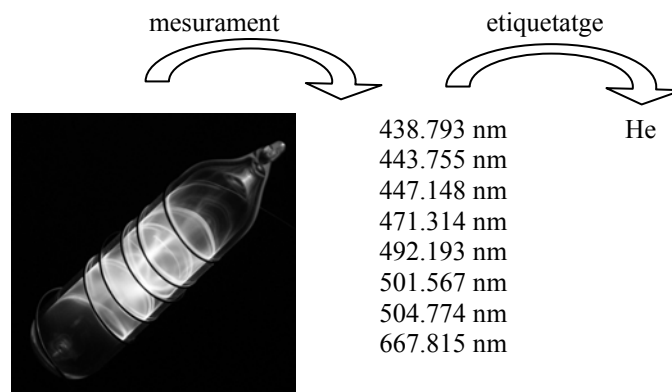 mesurament
etiquetatge
438.793 nm
He
443.755 nm
447.148 nm
471.314 nm
492.193 nm
501.567 nm
504.774 nm
667.815 nm